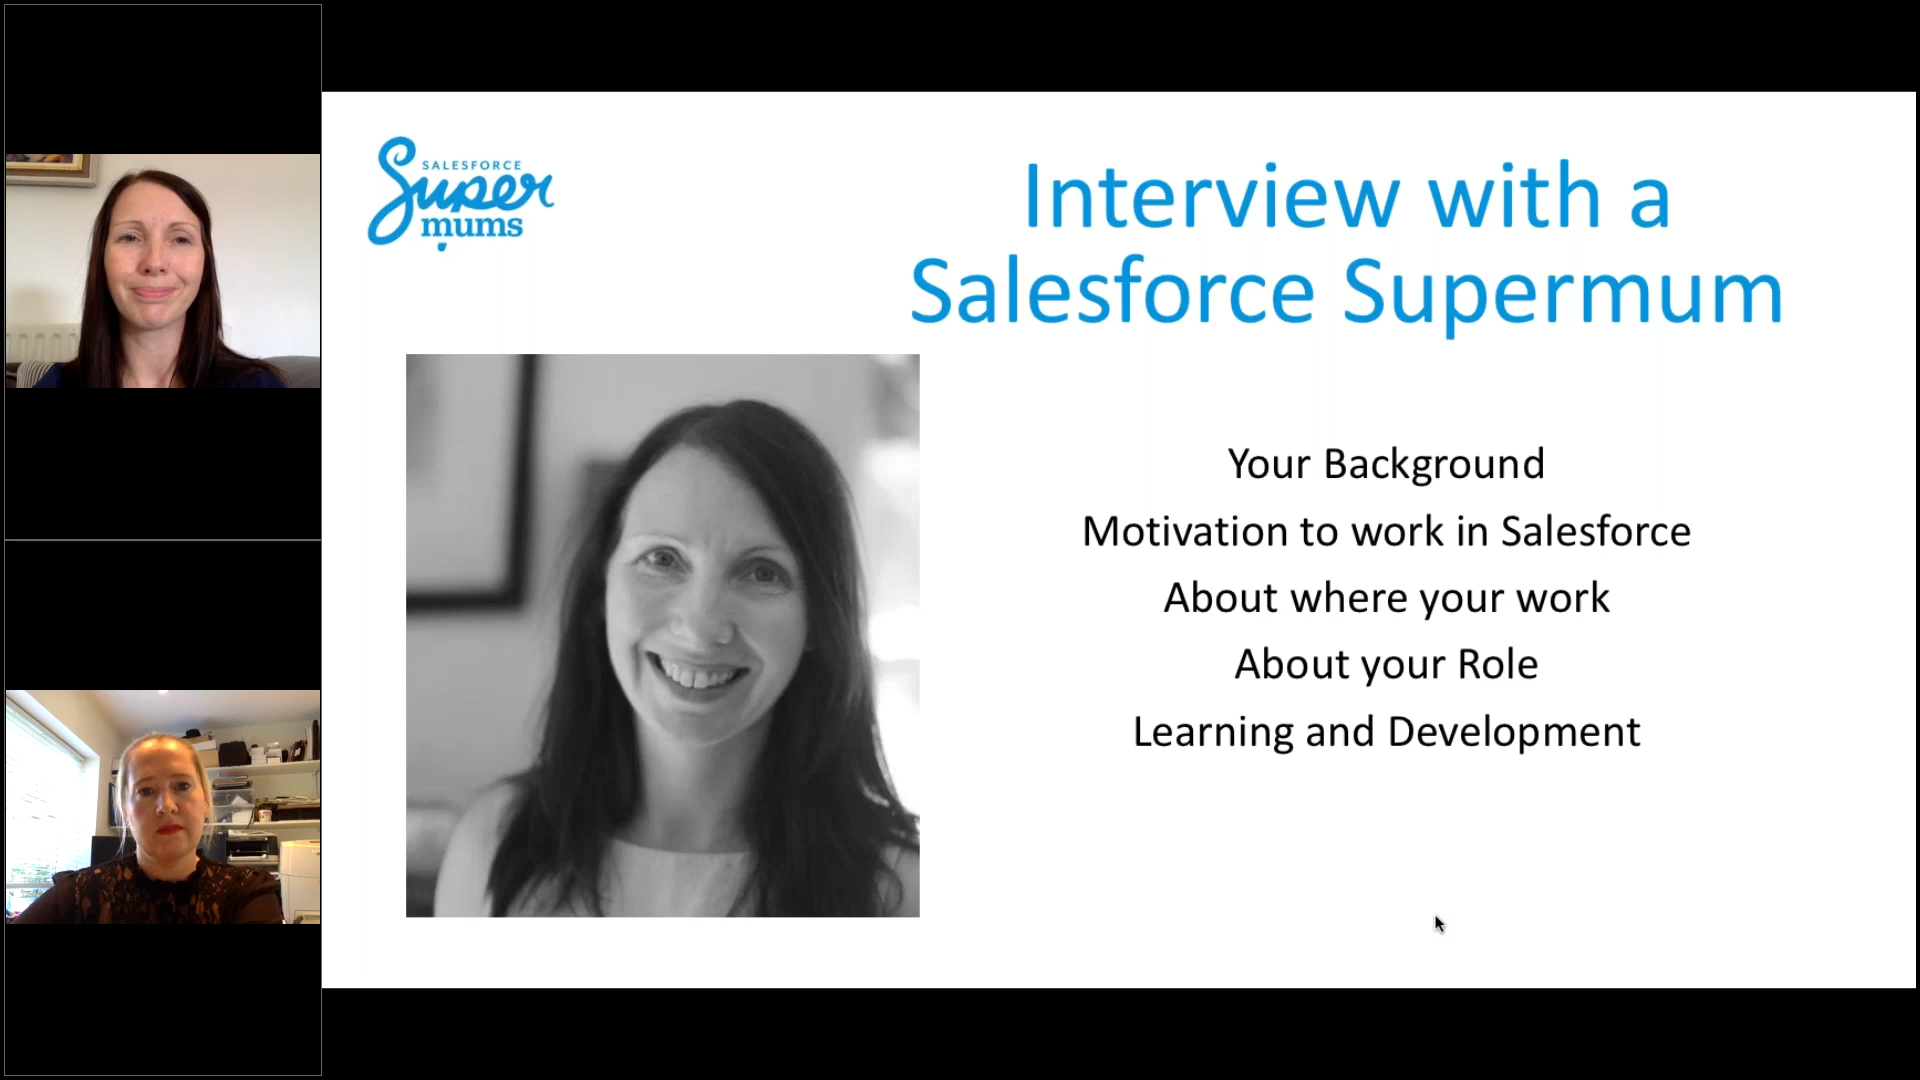 SALESFORCE
Super
mums
Interview with a
Salesforce Supermum
Your Background
Motivation to work in Salesforce
About where your work
About your Role
Learning and Development